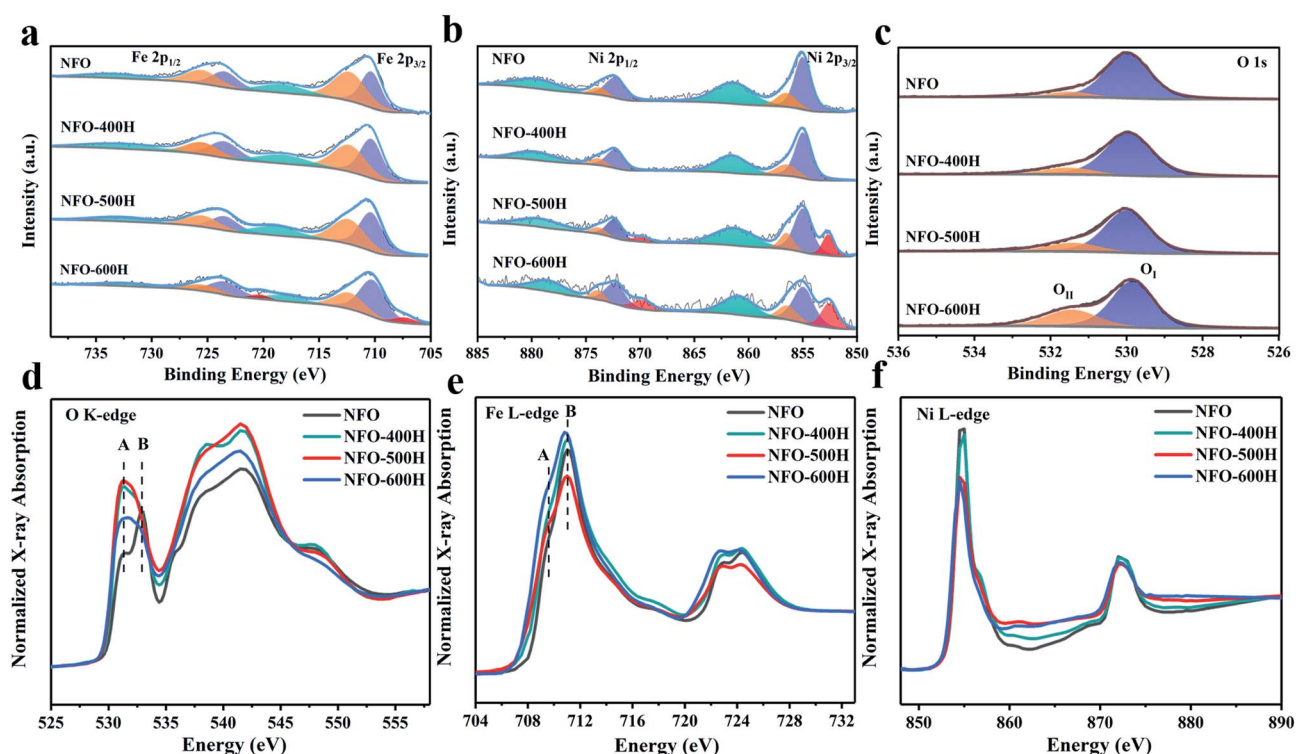 a
NFO
Fe 2p1/2
Fe 2p3/2
NFO-400H
NFO-500H
NFO-600H
Intensity (a.u.)
735 730 725 720 715 710 705
Binding Energy (eV)
b
NFO
Ni 2p1/2
Ni 2p3/2
NFO-400H
NFO-500H
NFO-600H
Intensity (a.u.)
885 880 875 870 865 860 855 850
Binding Energy (eV)
c
O 1s
NFO
NFO-400H
NFO-500H
OI
OII
NFO-600H
Intensity (a.u.)
536 534 532 530 528 526
Binding Energy (eV)
d
O K-edge
A B
NFO
NFO-400H
NFO-500H
NFO-600H
Normalized X-ray Absorption
525 530 535 540 545 550 555
Energy (eV)
e
Fe L-edge
B
A
NFO
NFO-400H
NFO-500H
NFO-600H
Normalized X-ray Absorption
704 708 712 716 720 724 728 732
Energy (eV)
f
Ni L-edge
NFO
NFO-400H
NFO-500H
NFO-600H
Normalized X-ray Absorption
850 860 870 880 890
Energy (eV)